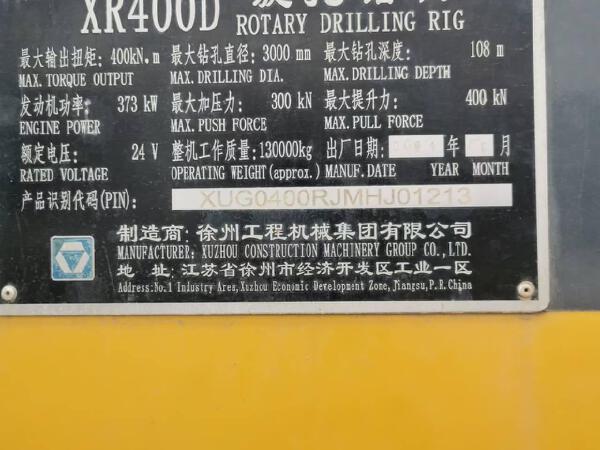 XR400D
ROTARY DRILLING RIG
最大输出扭矩: 400kN.m 最大钻孔直径: 3000 mm 最大钻孔深度: 108 m
MAX. TORQUE OUTPUT MAX. DRILLING DIA. MAX. DRILLING DEPTH
发动机功率: 373 kW 最大加压力: 300 kN 最大提升力: 400 kN
ENGINE POWER MAX. PUSH FORCE MAX. PULL FORCE
额定电压: 24 V 整机工作质量: 130000kg 出厂日期: 年 月
RATED VOLTAGE OPERATING WEIGHT (approx.) MANUF. DATE YEAR MONTH
产品识别代码(PIN): XUG0400RJMHJ01213
制造商: 徐州工程机械集团有限公司
MANUFACTURER: XUZHOU CONSTRUCTION MACHINERY GROUP CO., LTD.
地 址: 江苏省徐州市经济开发区工业一区
Address:No.1 Industry Area, Xuzhou Economic Development Zone, Jiangsu, P.R.China